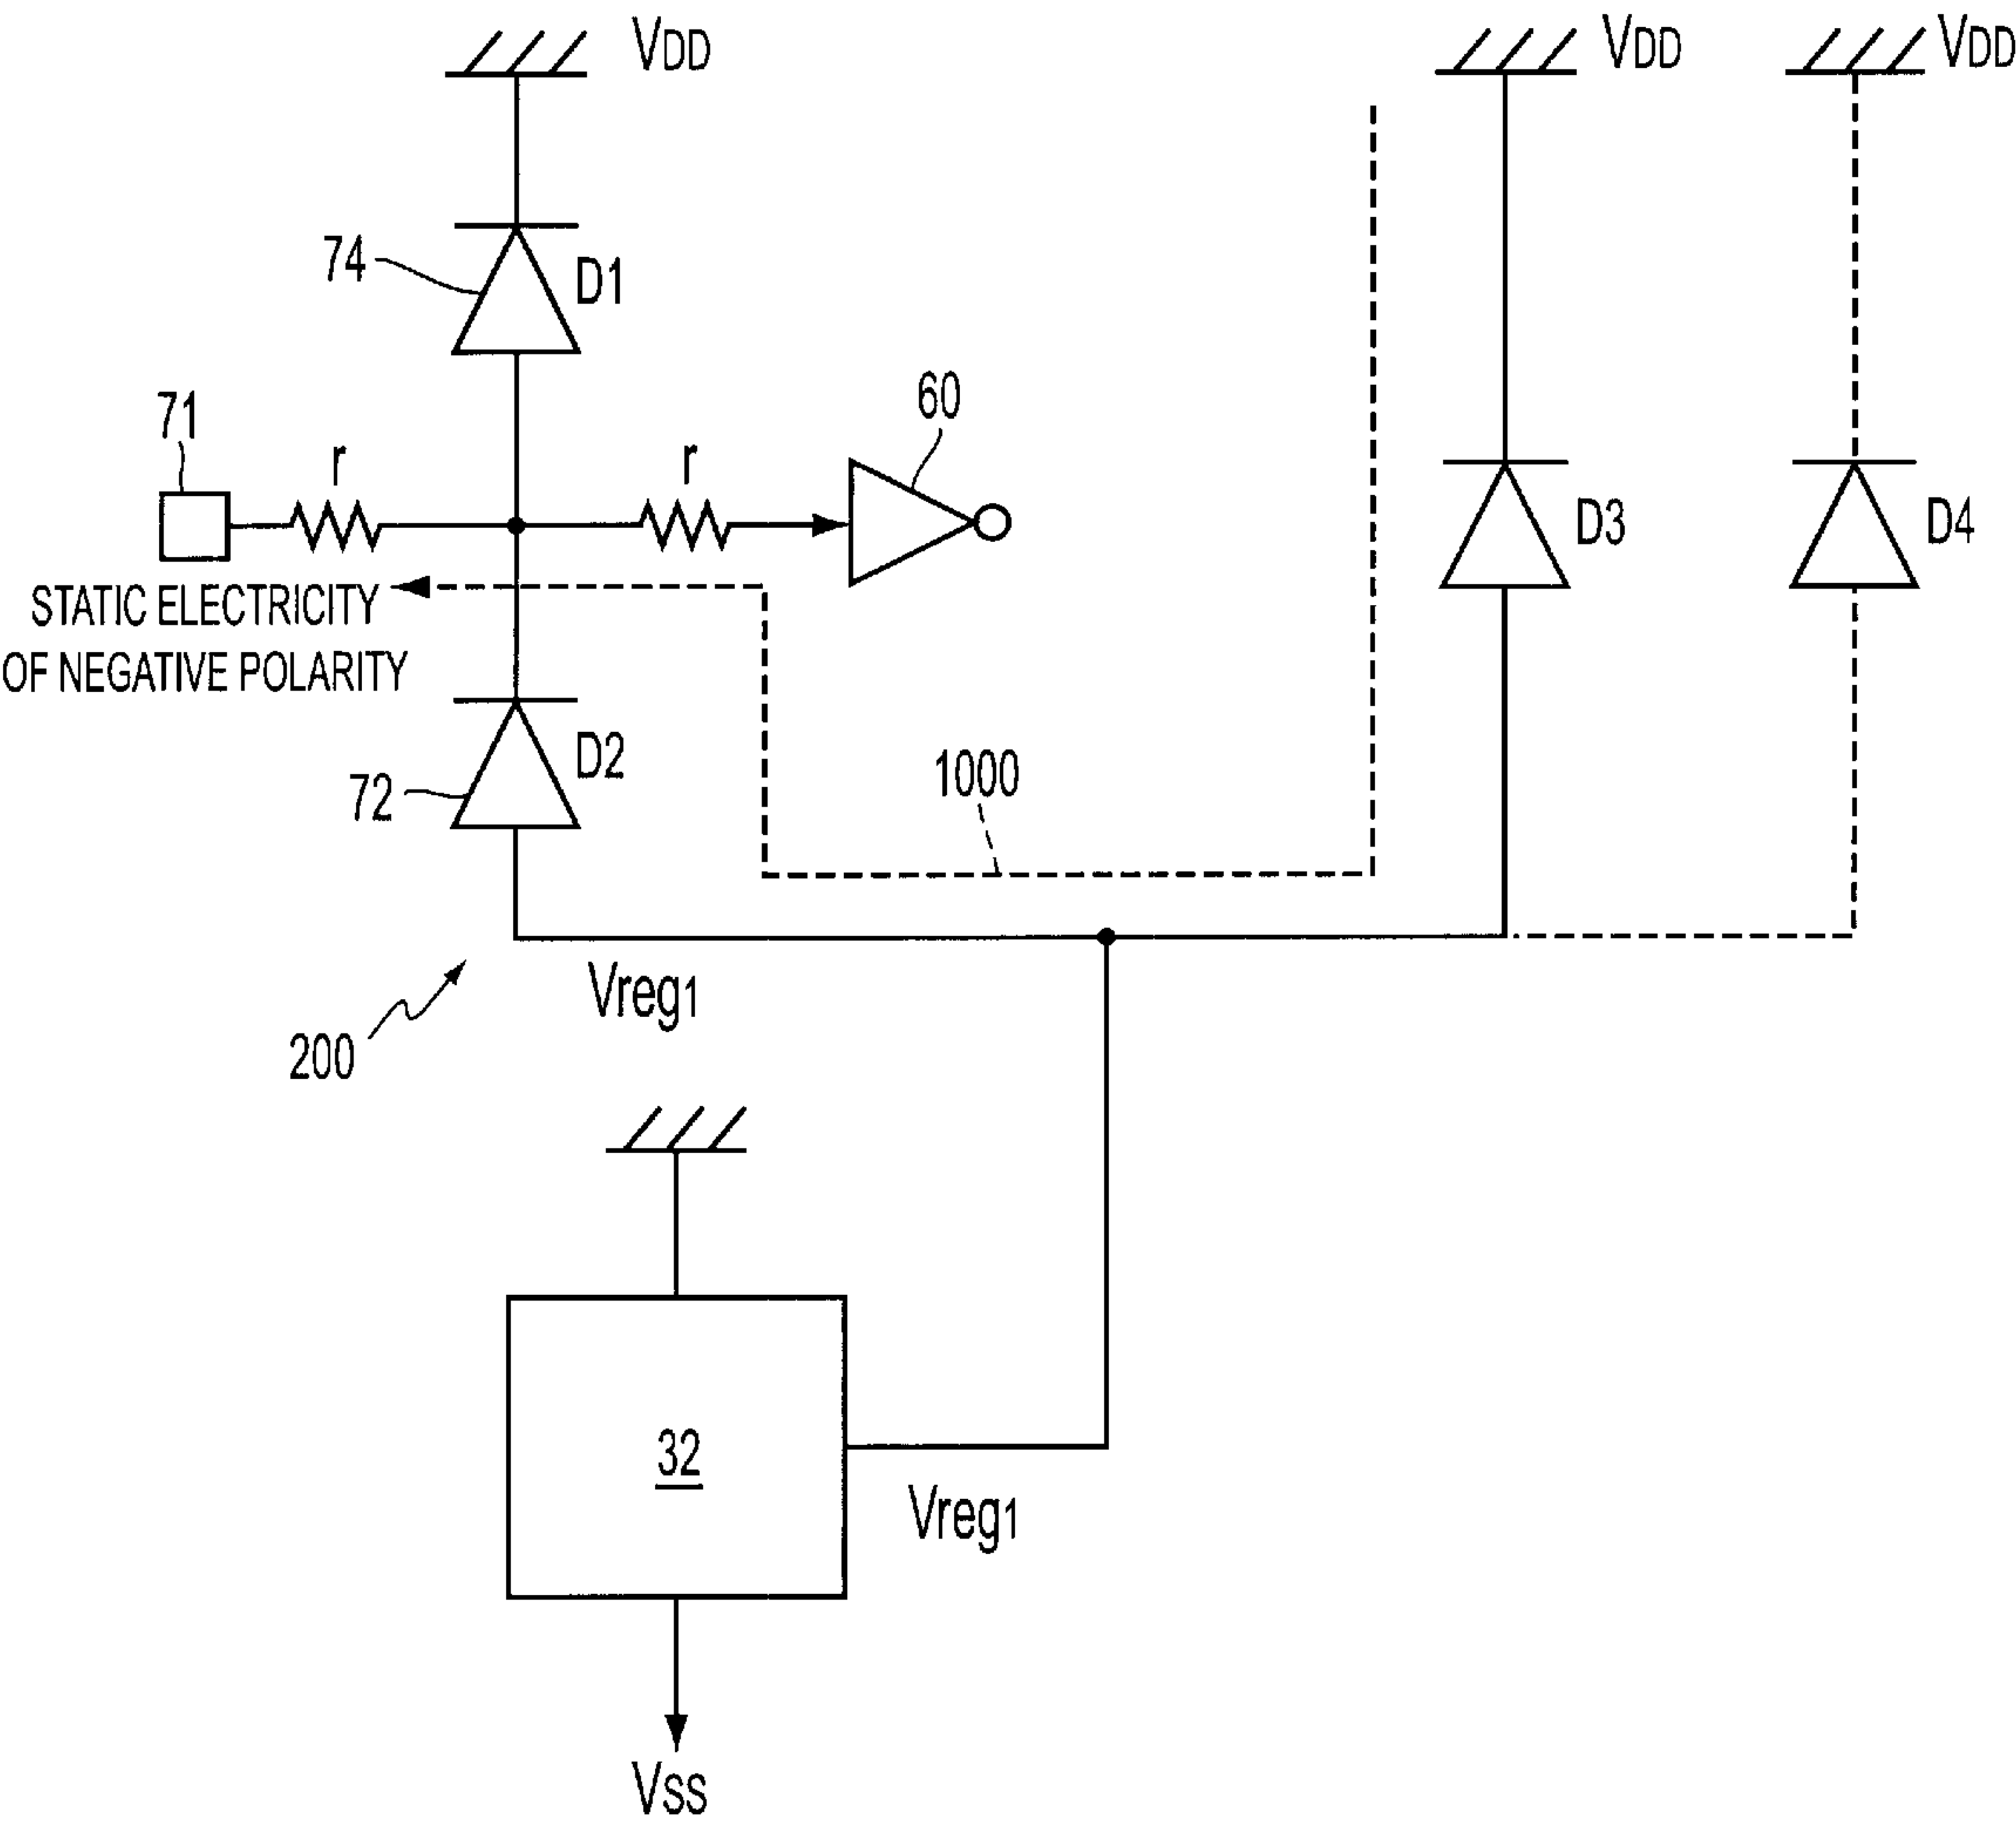 VDD
VDD
VDD
74
D1
71
r
r
60
D3
D4
STATIC ELECTRICITY
OF NEGATIVE POLARITY
D2
72
1000
Vreg1
200
32
Vreg1
VSS